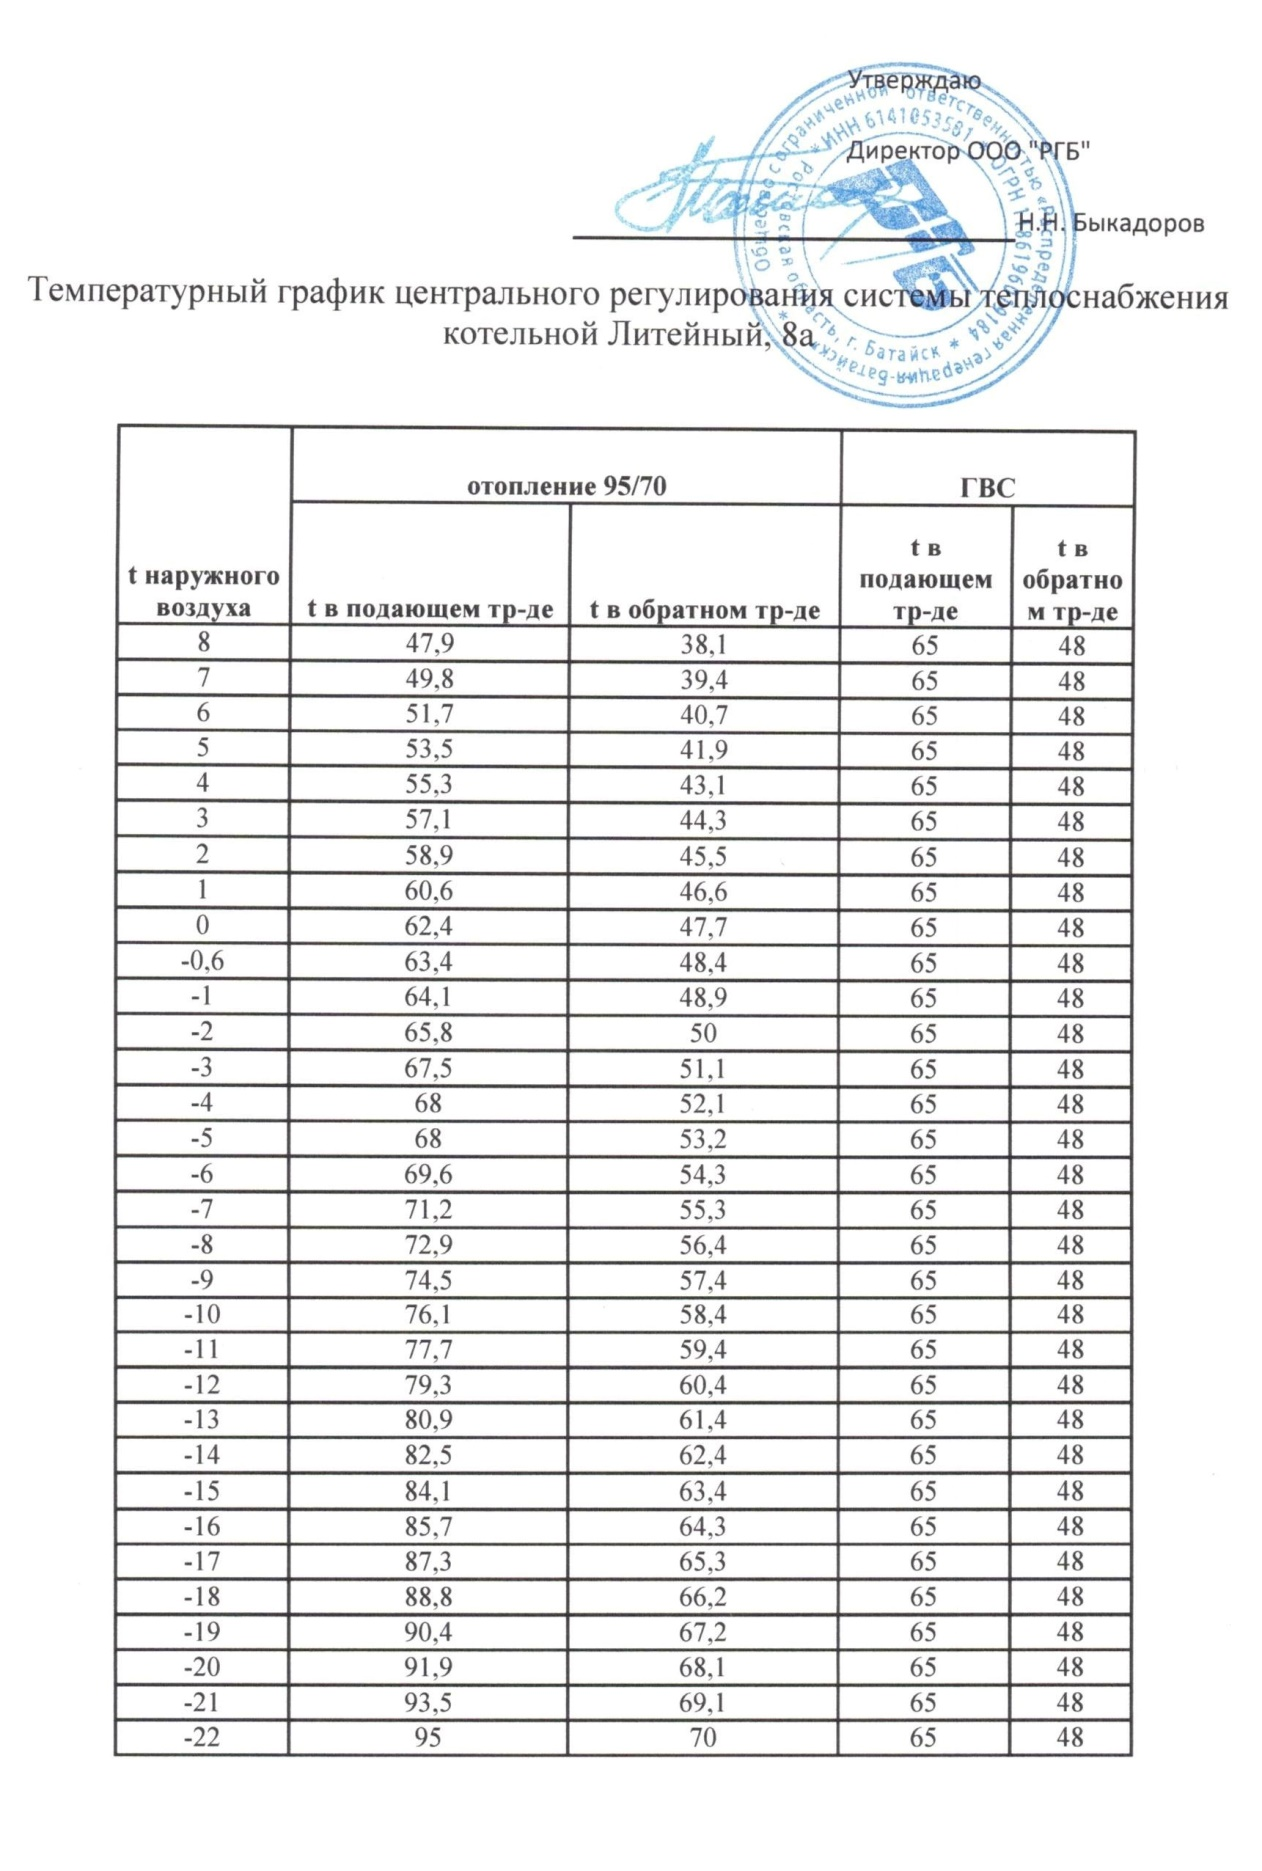 Утверждаю
Директор ООО "РГБ"
Н.Н. Быкадоров
Общество с ограниченной ответственностью «Распределенная генерация-Батайск» *
Ростовская область, г. Батайск * ИНН 6141053581 * ОГРН
Температурный график центрального регулирования системы теплоснабжения
котельной Литейный, 8а
t наружного воздуха отопление 95/70 ГВС
t в подающем тр-де t в обратном тр-де t в подающем тр-де t в обратном тр-де
8 47,9 38,1 65 48
7 49,8 39,4 65 48
6 51,7 40,7 65 48
5 53,5 41,9 65 48
4 55,3 43,1 65 48
3 57,1 44,3 65 48
2 58,9 45,5 65 48
1 60,6 46,6 65 48
0 62,4 47,7 65 48
-0,6 63,4 48,4 65 48
-1 64,1 48,9 65 48
-2 65,8 50 65 48
-3 67,5 51,1 65 48
-4 68 52,1 65 48
-5 68 53,2 65 48
-6 69,6 54,3 65 48
-7 71,2 55,3 65 48
-8 72,9 56,4 65 48
-9 74,5 57,4 65 48
-10 76,1 58,4 65 48
-11 77,7 59,4 65 48
-12 79,3 60,4 65 48
-13 80,9 61,4 65 48
-14 82,5 62,4 65 48
-15 84,1 63,4 65 48
-16 85,7 64,3 65 48
-17 87,3 65,3 65 48
-18 88,8 66,2 65 48
-19 90,4 67,2 65 48
-20 91,9 68,1 65 48
-21 93,5 69,1 65 48
-22 95 70 65 48